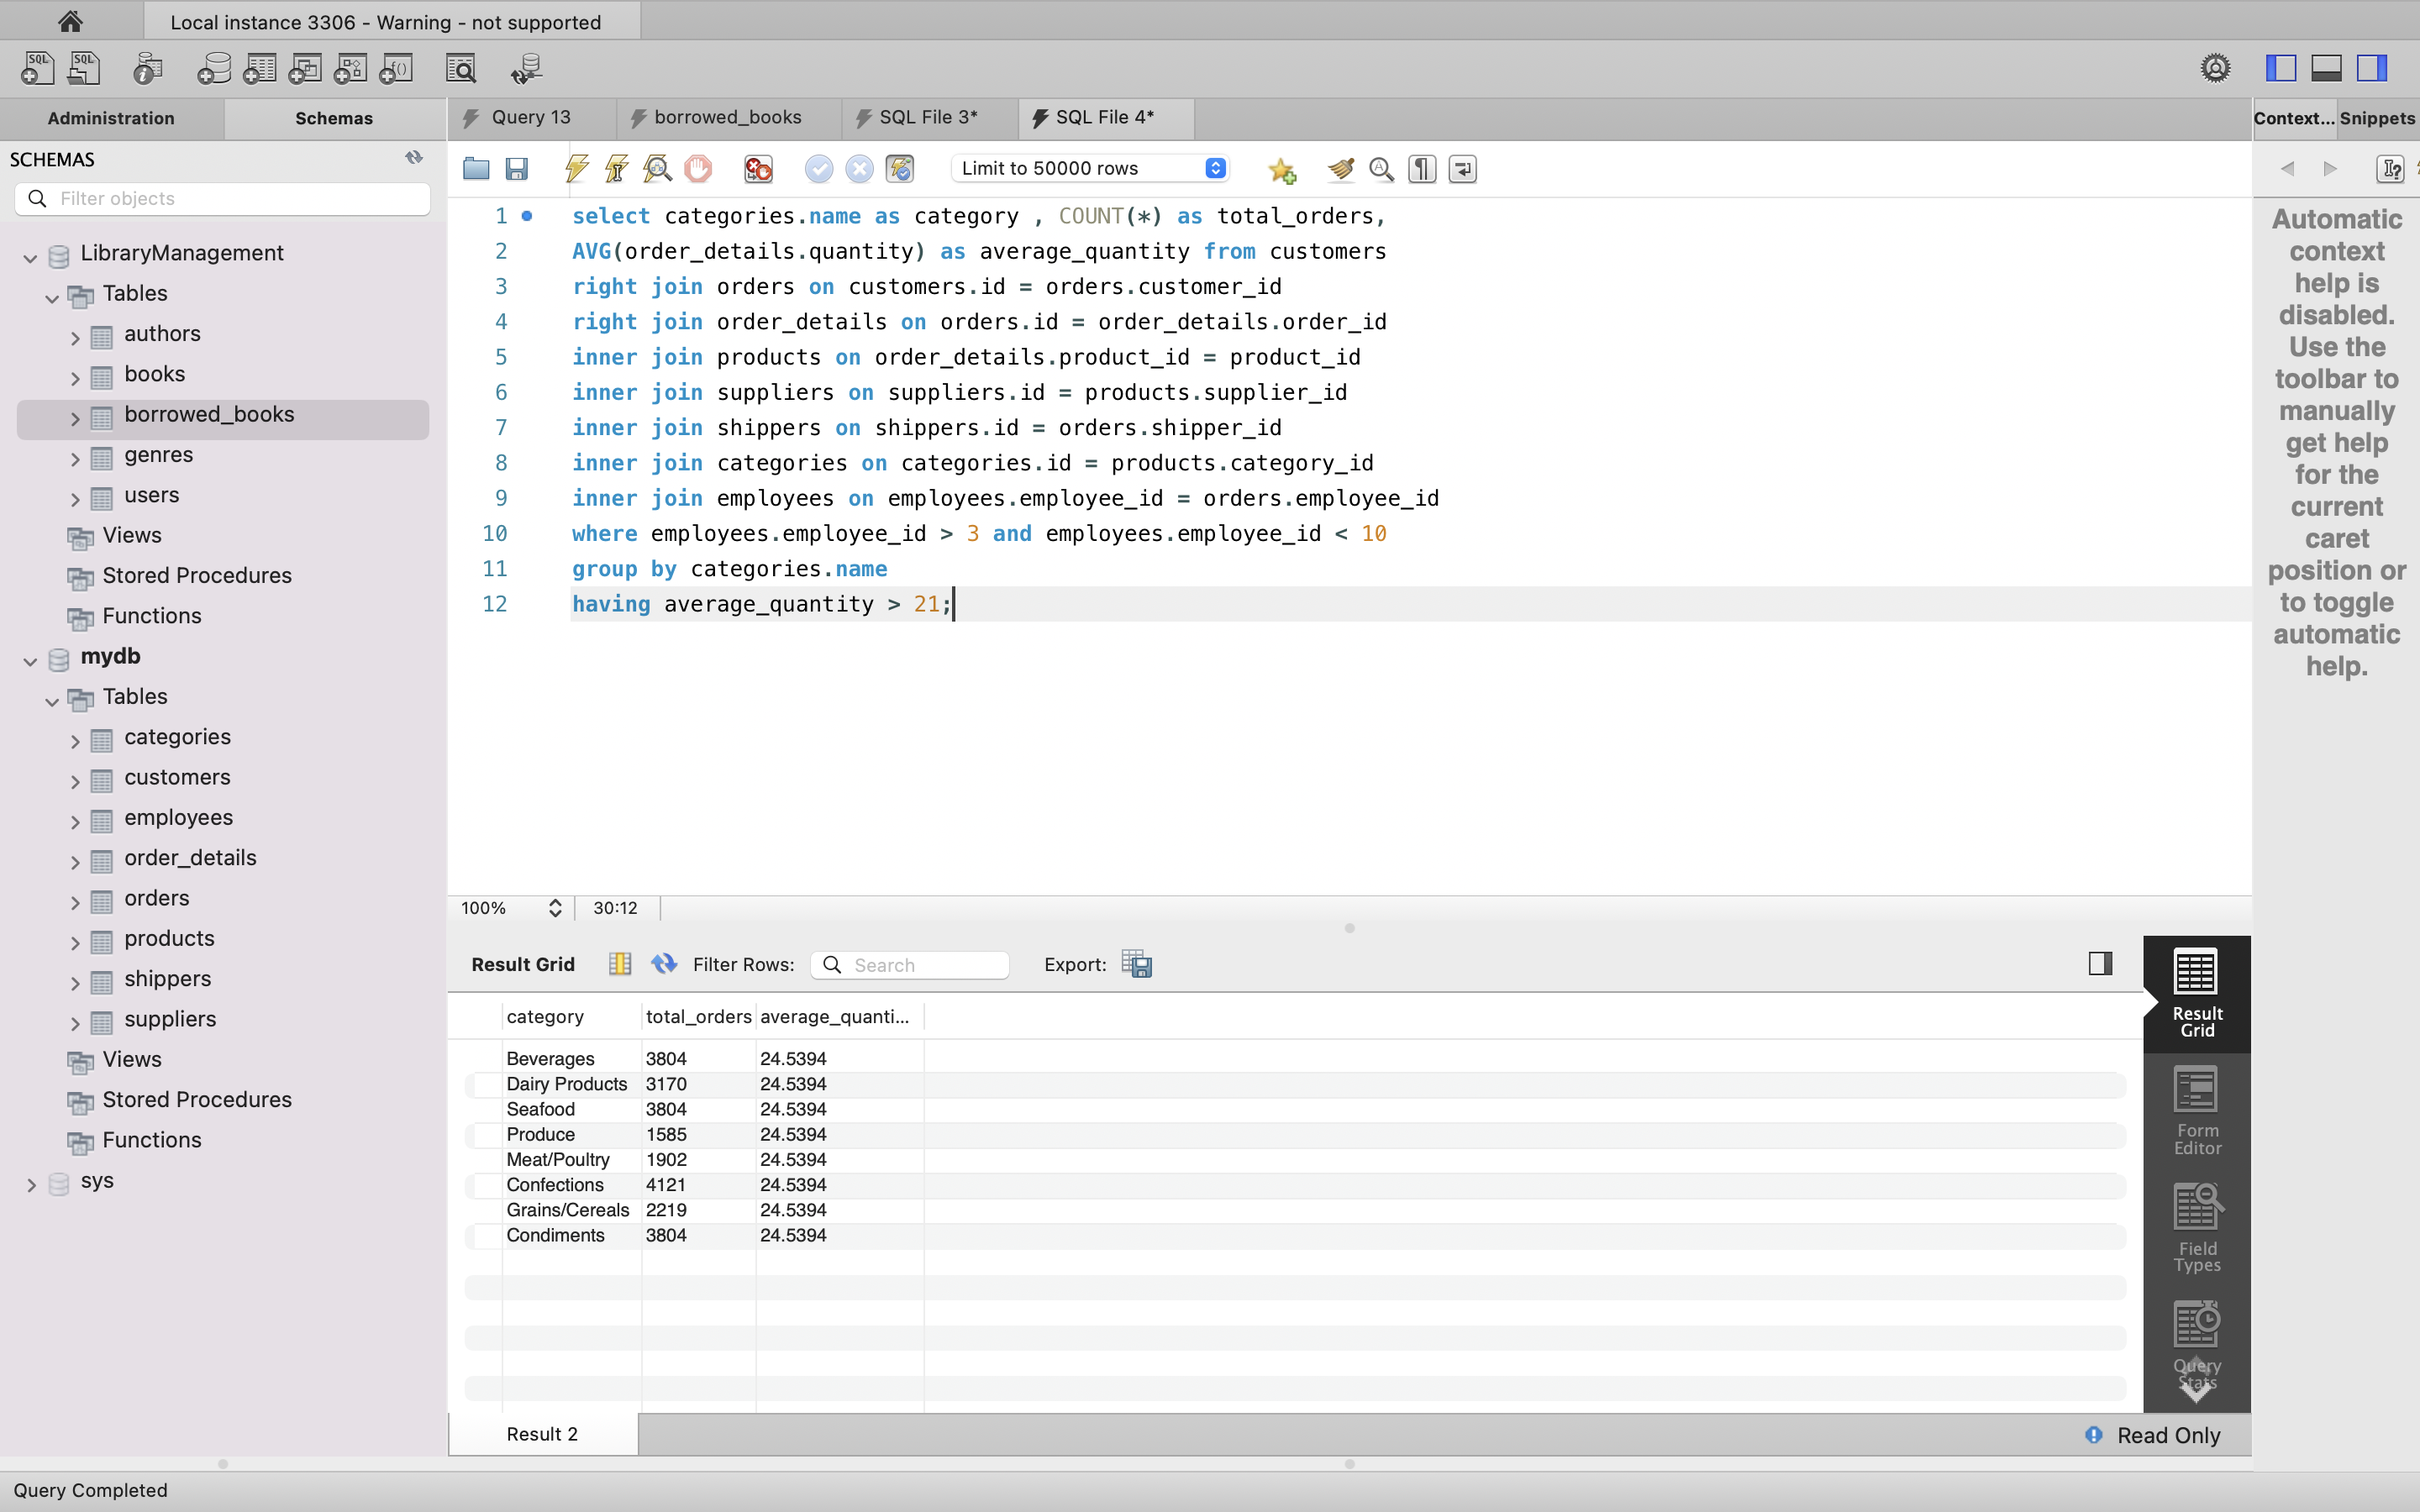 Local instance 3306 - Warning - not supported
Administration
Schemas
Query 13
borrowed_books
SQL File 3*
SQL File 4*
Context...
Snippets
SCHEMAS
Filter objects
LibraryManagement
Tables
authors
books
borrowed_books
genres
users
Views
Stored Procedures
Functions
mydb
Tables
categories
customers
employees
order_details
orders
products
shippers
suppliers
Views
Stored Procedures
Functions
sys
Limit to 50000 rows
1 select categories.name as category , COUNT(*) as total_orders,
2 AVG(order_details.quantity) as average_quantity from customers
3 right join orders on customers.id = orders.customer_id
4 right join order_details on orders.id = order_details.order_id
5 inner join products on order_details.product_id = product_id
6 inner join suppliers on suppliers.id = products.supplier_id
7 inner join shippers on shippers.id = orders.shipper_id
8 inner join categories on categories.id = products.category_id
9 inner join employees on employees.employee_id = orders.employee_id
10 where employees.employee_id > 3 and employees.employee_id < 10
11 group by categories.name
12 having average_quantity > 21;
Automatic
context
help is
disabled.
Use the
toolbar to
manually
get help
for the
current
caret
position or
to toggle
automatic
help.
100%
30:12
Result Grid
Filter Rows:
Search
Export:
category total_orders average_quanti...
Beverages 3804 24.5394
Dairy Products 3170 24.5394
Seafood 3804 24.5394
Produce 1585 24.5394
Meat/Poultry 1902 24.5394
Confections 4121 24.5394
Grains/Cereals 2219 24.5394
Condiments 3804 24.5394
Result
Grid
Form
Editor
Field
Types
Query
Stats
Result 2
Read Only
Query Completed